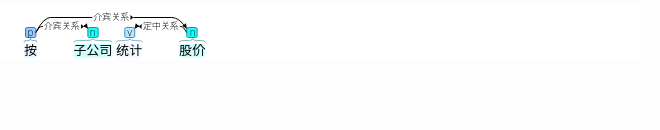 介宾关系
介宾关系 定中关系
p n v n
按 子公司 统计 股价